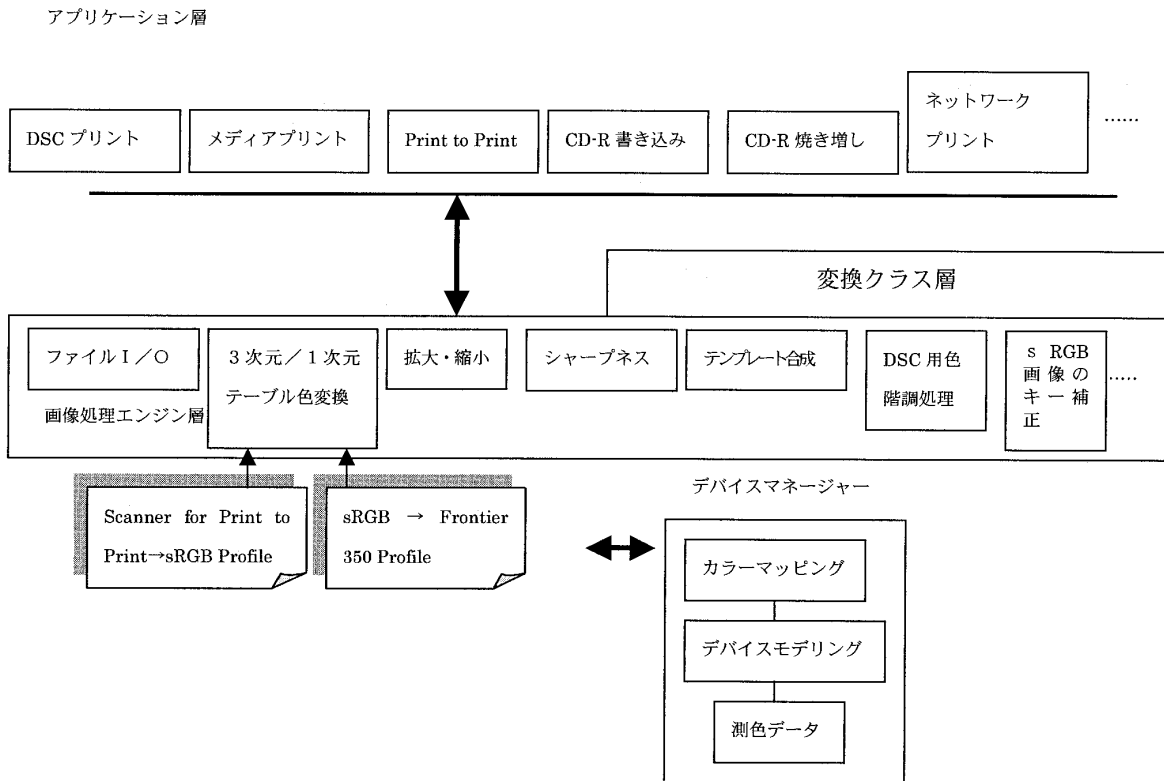 アプリケーション層
DSC プリント
メディアプリント
Print to Print
CD-R 書き込み
CD-R 焼き増し
ネットワーク
プリント
……
変換クラス層
ファイル I／O
3 次元／1 次元
テーブル色変換
拡大・縮小
シャープネス
テンプレート合成
DSC 用色
階調処理
s RGB
画像の
キー補
正
…..
画像処理エンジン層
Scanner for Print to
Print→sRGB Profile
sRGB → Frontier
350 Profile
デバイスマネージャー
カラーマッピング
デバイスモデリング
測色データ